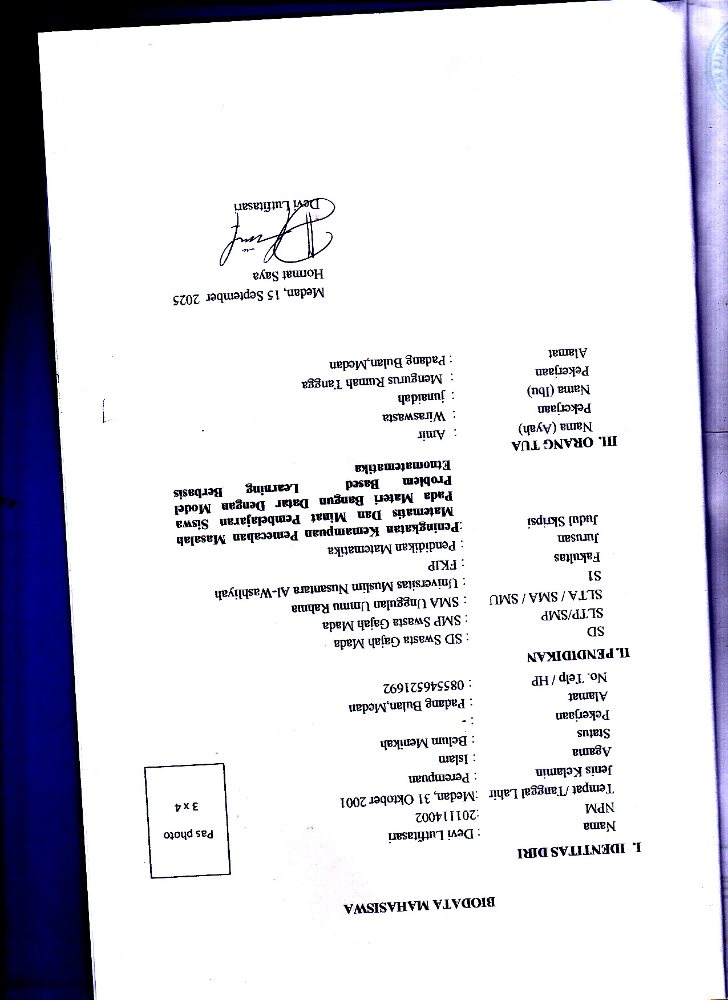 BIODATA MAHASISWA
I. IDENTITAS DIRI
Nama : Devi Lutfitasari
NPM :201114002
Tempat /Tanggal Lahir :Medan, 31 Oktober 2001
Jenis Kelamin : Perempuan
Agama : Islam
Status : Belum Menikah
Pekerjaan : -
Alamat : Padang Bulan,Medan
No. Telp / HP : 085546521692
Pas photo
3 x 4
II. PENDIDIKAN
SD : SD Swasta Gajah Mada
SLTP/SMP : SMP Swasta Gajah Mada
SLTA / SMA / SMU : SMA Unggulan Ummu Rahma
S1 : Universitas Muslim Nusantara Al-Washliyah
Fakultas : FKIP
Jurusan : Pendidikan Matematika
Judul Skripsi :Peningkatan Kemampuan Pemecahan Masalah
Matematis Dan Minat Pembelajaran Siswa
Pada Materi Bangun Datar Dengan Model
Problem Based Learning Berbasis
Etnomatematika
III. ORANG TUA
Nama (Ayah) : Amir
Pekerjaan : Wiraswasta
Nama (Ibu) : junaidah
Pekerjaan : Mengurus Rumah Tangga
Alamat : Padang Bulan,Medan
Medan, 15 September 2025
Hormat Saya
Devi Lutfitasari